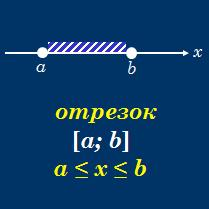 a b x
отрезок
[a; b]
a ≤ x ≤ b